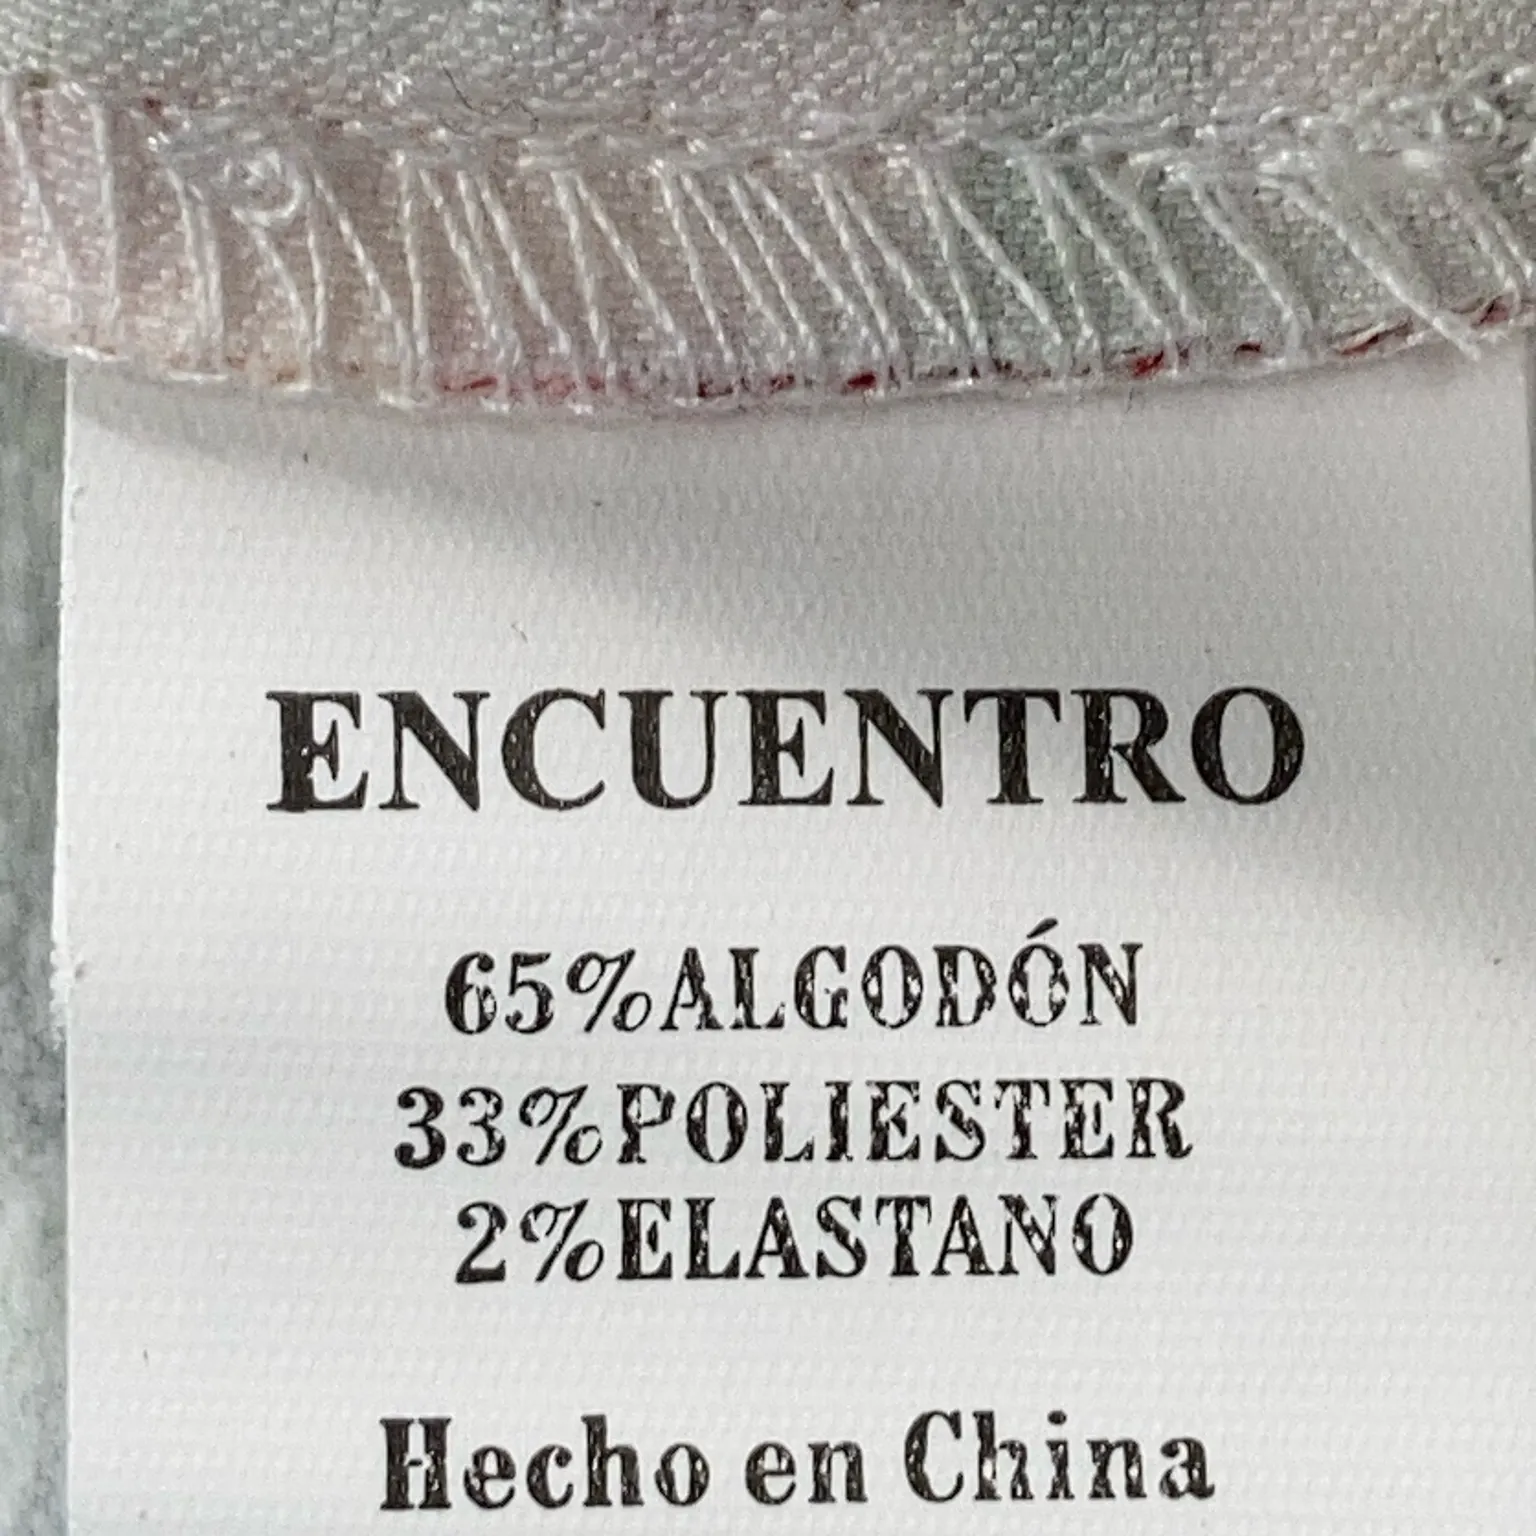 ENCUENTRO
65%ALGODÓN
33%POLIESTER
2%ELASTANO
Hecho en China